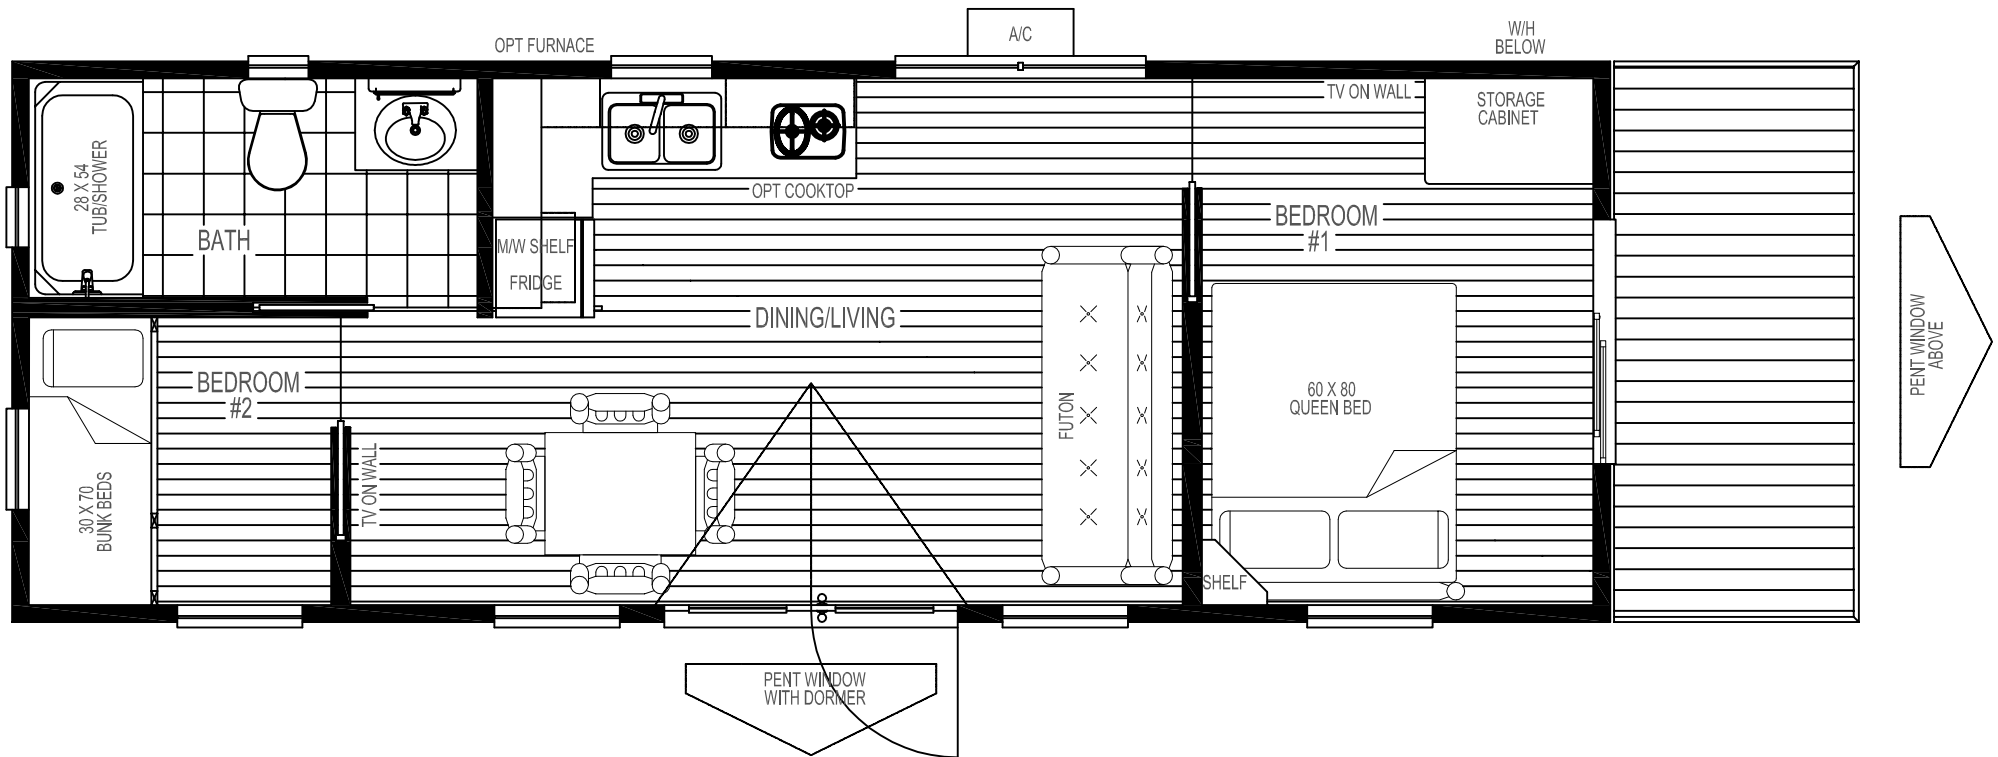 OPT FURNACE
A/C
W/H
BELOW
TV ON WALL
STORAGE
CABINET
28 X 54
TUB/SHOWER
BATH
OPT COOKTOP
BEDROOM
#1
M/W SHELF
FRIDGE
DINING/LIVING
PENT WINDOW
ABOVE
BEDROOM
#2
60 X 80
QUEEN BED
FUTON
TV ON WALL
30 X 70
BUNK BEDS
SHELF
PENT WINDOW
WITH DORMER